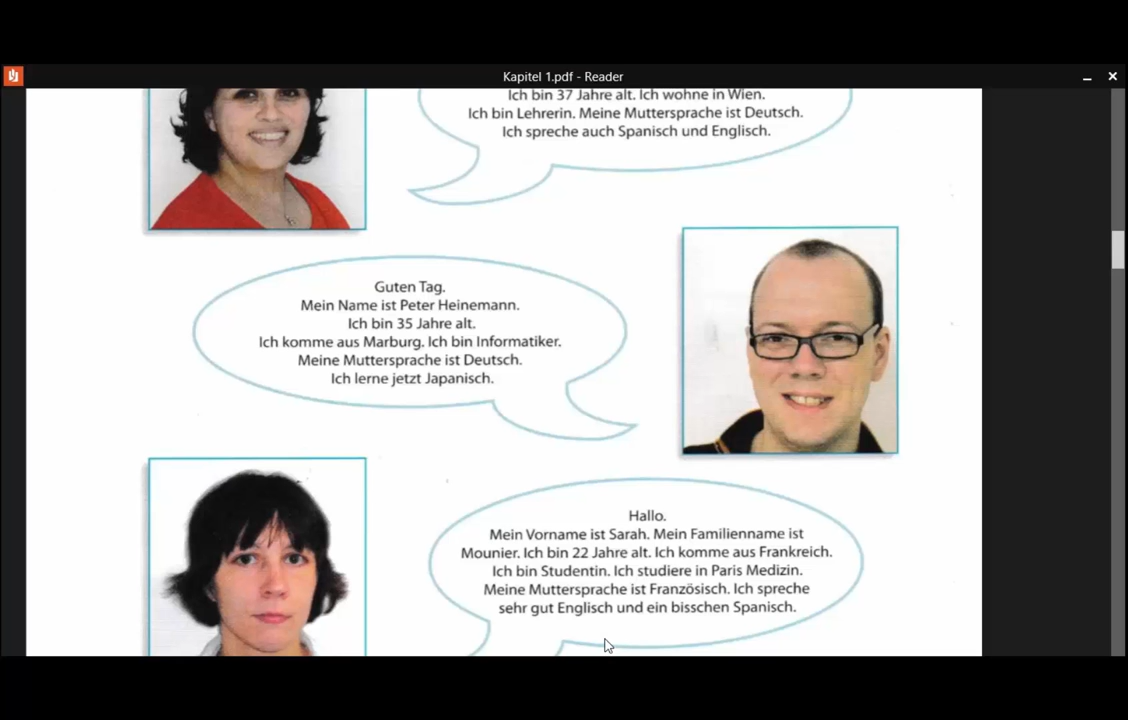 Kapitel 1.pdf - Reader
Ich bin 37 Jahre alt. Ich wohne in Wien.
Ich bin Lehrerin. Meine Muttersprache ist Deutsch.
Ich spreche auch Spanisch und Englisch.
Guten Tag.
Mein Name ist Peter Heinemann.
Ich bin 35 Jahre alt.
Ich komme aus Marburg. Ich bin Informatiker.
Meine Muttersprache ist Deutsch.
Ich lerne jetzt Japanisch.
Hallo.
Mein Vorname ist Sarah. Mein Familienname ist
Mounier. Ich bin 22 Jahre alt. Ich komme aus Frankreich.
Ich bin Studentin. Ich studiere in Paris Medizin.
Meine Muttersprache ist Französisch. Ich spreche
sehr gut Englisch und ein bisschen Spanisch.